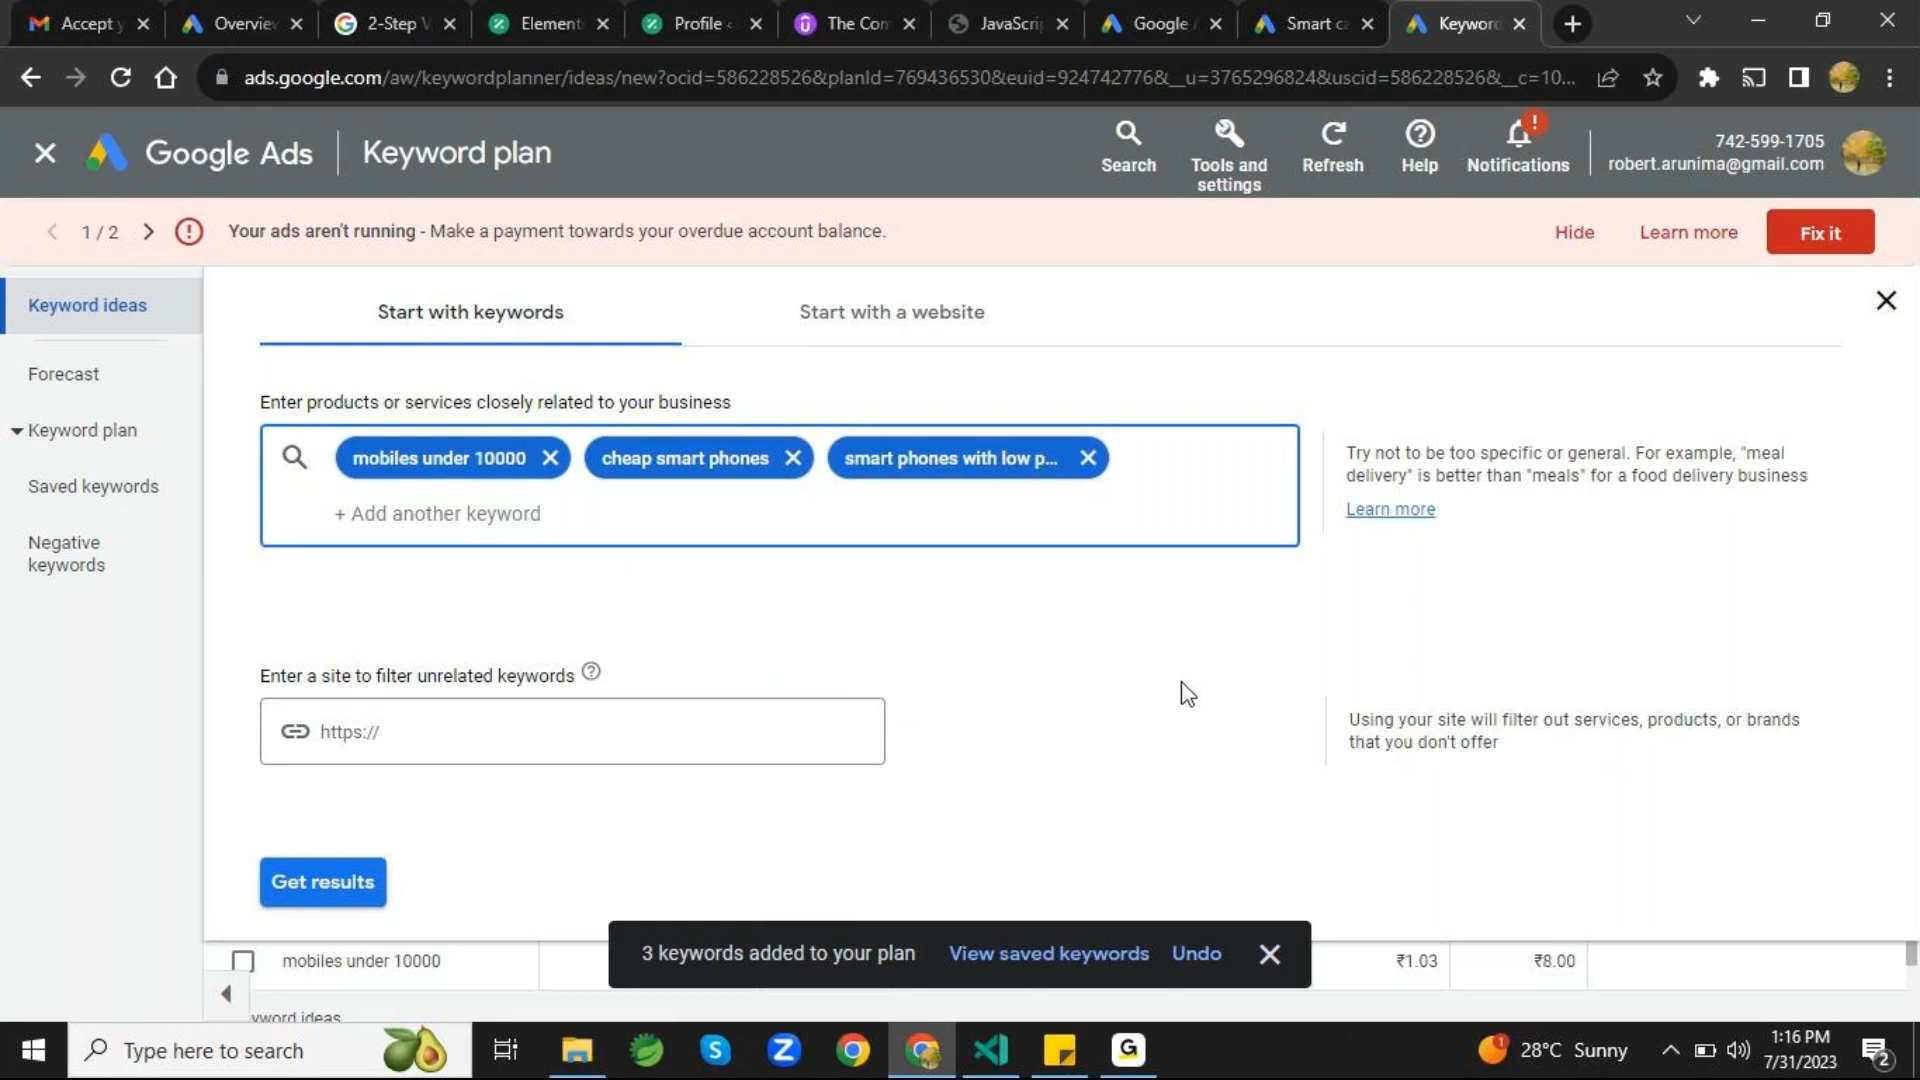 Accept y
Overvie
2-Step V
Element
Profile
The Con
JavaScri
Google
Smart ca
Keywor
ads.google.com/aw/keywordplanner/ideas/new?ocid=586228526&planId=769436530&euid=924742776&__u=3765296824&uscid=586228526&__c=10...
Google Ads
Keyword plan
Search
Tools and
settings
Refresh
Help
!
Notifications
742-599-1705
robert.arunima@gmail.com
1 / 2
Your ads aren't running - Make a payment towards your overdue account balance.
Hide
Learn more
Fix it
Keyword ideas
Forecast
Keyword plan
Saved keywords
Negative
keywords
Start with keywords
Start with a website
Enter products or services closely related to your business
mobiles under 10000
cheap smart phones
smart phones with low p...
+ Add another keyword
Try not to be too specific or general. For example, "meal
delivery" is better than "meals" for a food delivery business
Learn more
Enter a site to filter unrelated keywords
https://
Using your site will filter out services, products, or brands
that you don't offer
Get results
3 keywords added to your plan
View saved keywords
Undo
mobiles under 10000
₹1.03
₹8.00
yword ideas
Type here to search
28°C Sunny
1:16 PM
7/31/2023
2